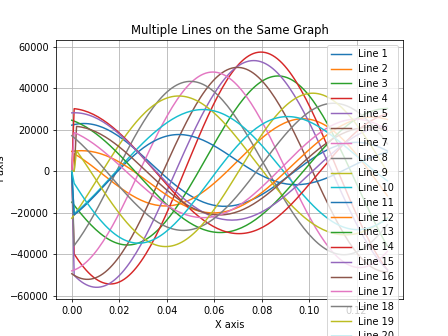 Multiple Lines on the Same Graph
60000
40000
20000
0
−20000
−40000
−60000
0.00
0.02
0.04
0.06
0.08
0.10
X axis
Line 1
Line 2
Line 3
Line 4
Line 5
Line 6
Line 7
Line 8
Line 9
Line 10
Line 11
Line 12
Line 13
Line 14
Line 15
Line 16
Line 17
Line 18
Line 19
Line 20